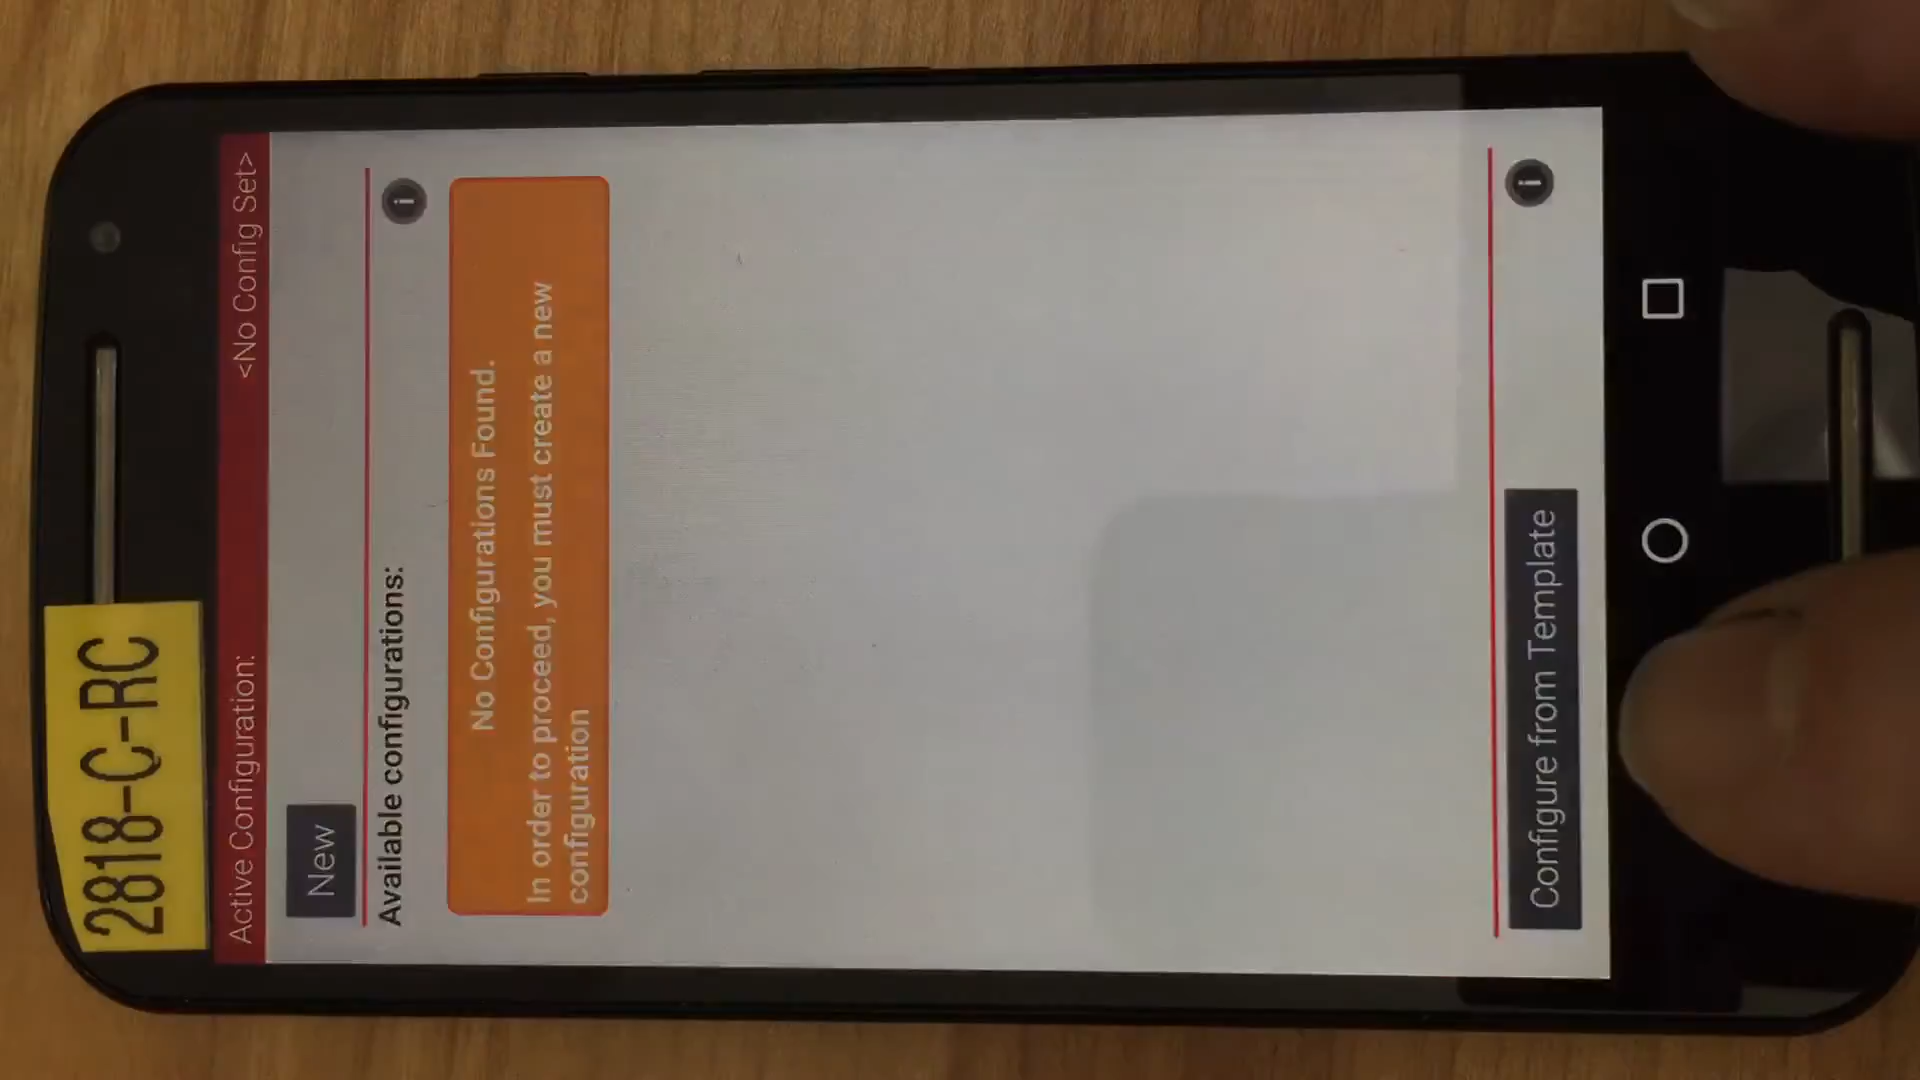 2818-C-RC
Active Configuration: <No Config Set>
New
Available configurations:
No Configurations Found.
In order to proceed, you must create a new
configuration
Configure from Template